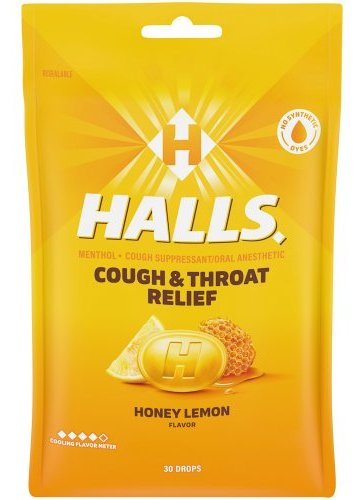 RESEALABLE
NO SYNTHETIC
DYES
H
HALLS.
MENTHOL • COUGH SUPPRESSANT/ORAL ANESTHETIC
COUGH & THROAT
RELIEF
H
HONEY LEMON
FLAVOR
COOLING FLAVOR METER
30 DROPS